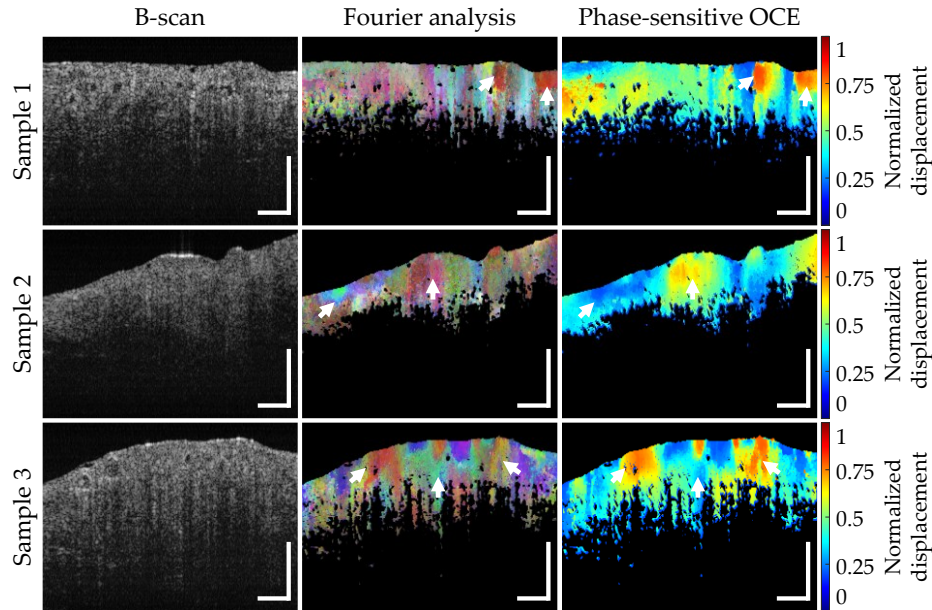 B-scan
Fourier analysis
Phase-sensitive OCE
Sample 1
1
0.75
0.5
0.25
0
Normalized
displacement
Sample 2
1
0.75
0.5
0.25
0
Normalized
displacement
Sample 3
1
0.75
0.5
0.25
0
Normalized
displacement